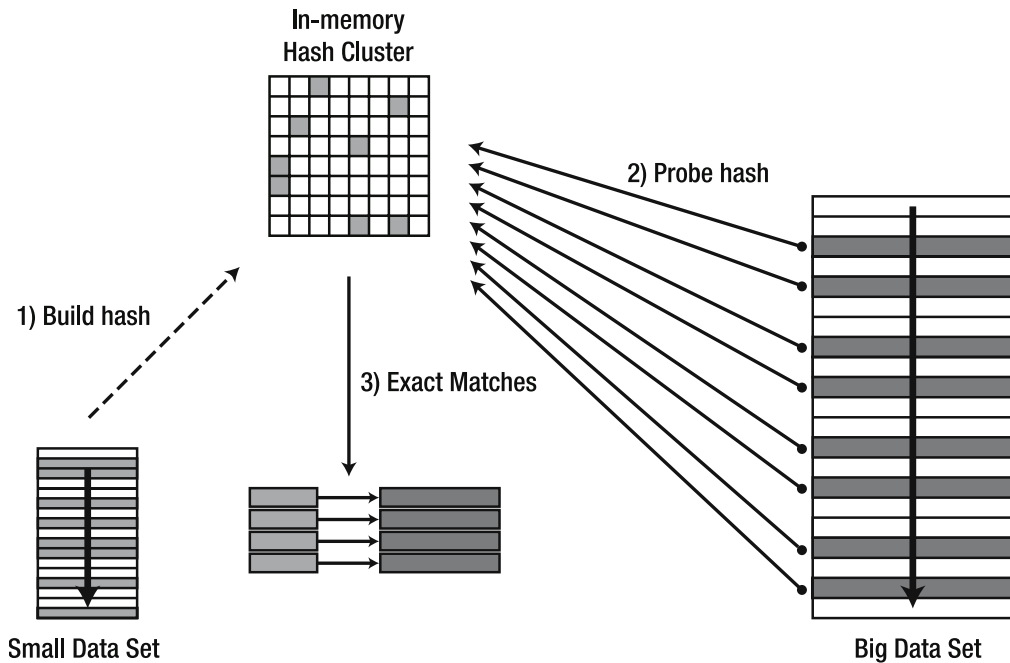 In-memory
Hash Cluster
2) Probe hash
1) Build hash
3) Exact Matches
Small Data Set
Big Data Set